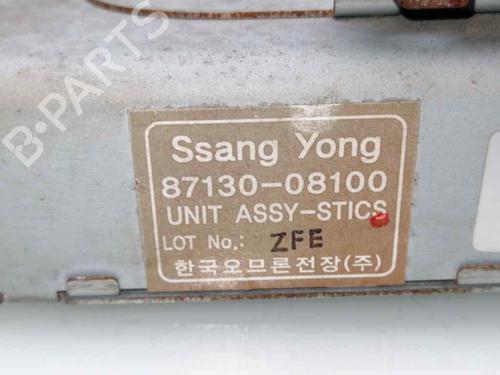 B-PARTS
Ssang Yong
87130-08100
UNIT ASSY-STICS
LOT No.: ZFE
한국오므론전장(주)